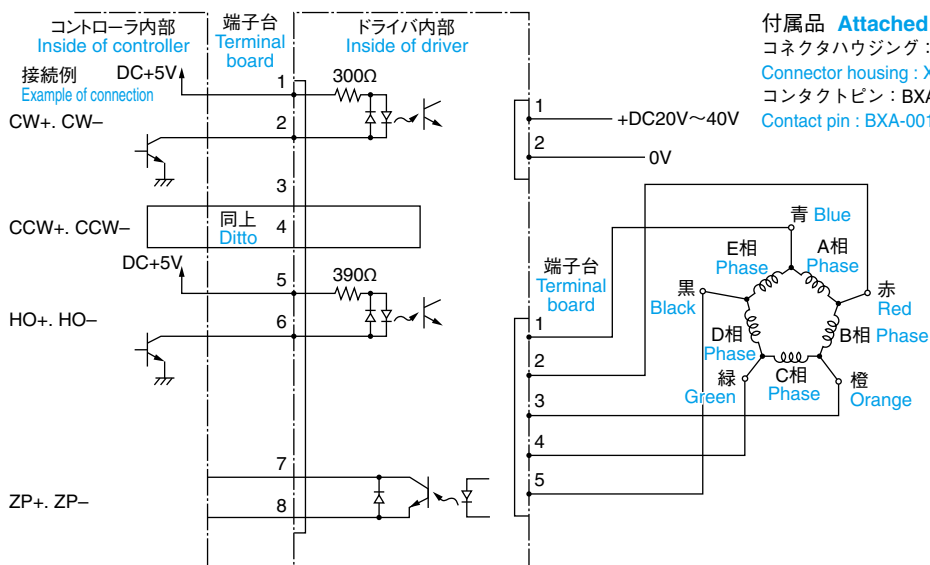 コントローラ内部
Inside of controller
端子台
Terminal
board
ドライバ内部
Inside of driver
付属品 Attached
コネクタハウジング：
Connector housing : X
コンタクトピン：BXA
Contact pin : BXA-001
接続例
Example of connection
DC+5V
1
300Ω
CW+. CW–
2
3
CCW+. CCW–
同上
Ditto
4
DC+5V
5
390Ω
HO+. HO–
6
7
ZP+. ZP–
8
1
+DC20V〜40V
2
0V
端子台
Terminal
board
1
2
3
4
5
青 Blue
E相
Phase
A相
Phase
黒
Black
赤
Red
D相
Phase
B相 Phase
C相
Phase
緑
Green
橙
Orange